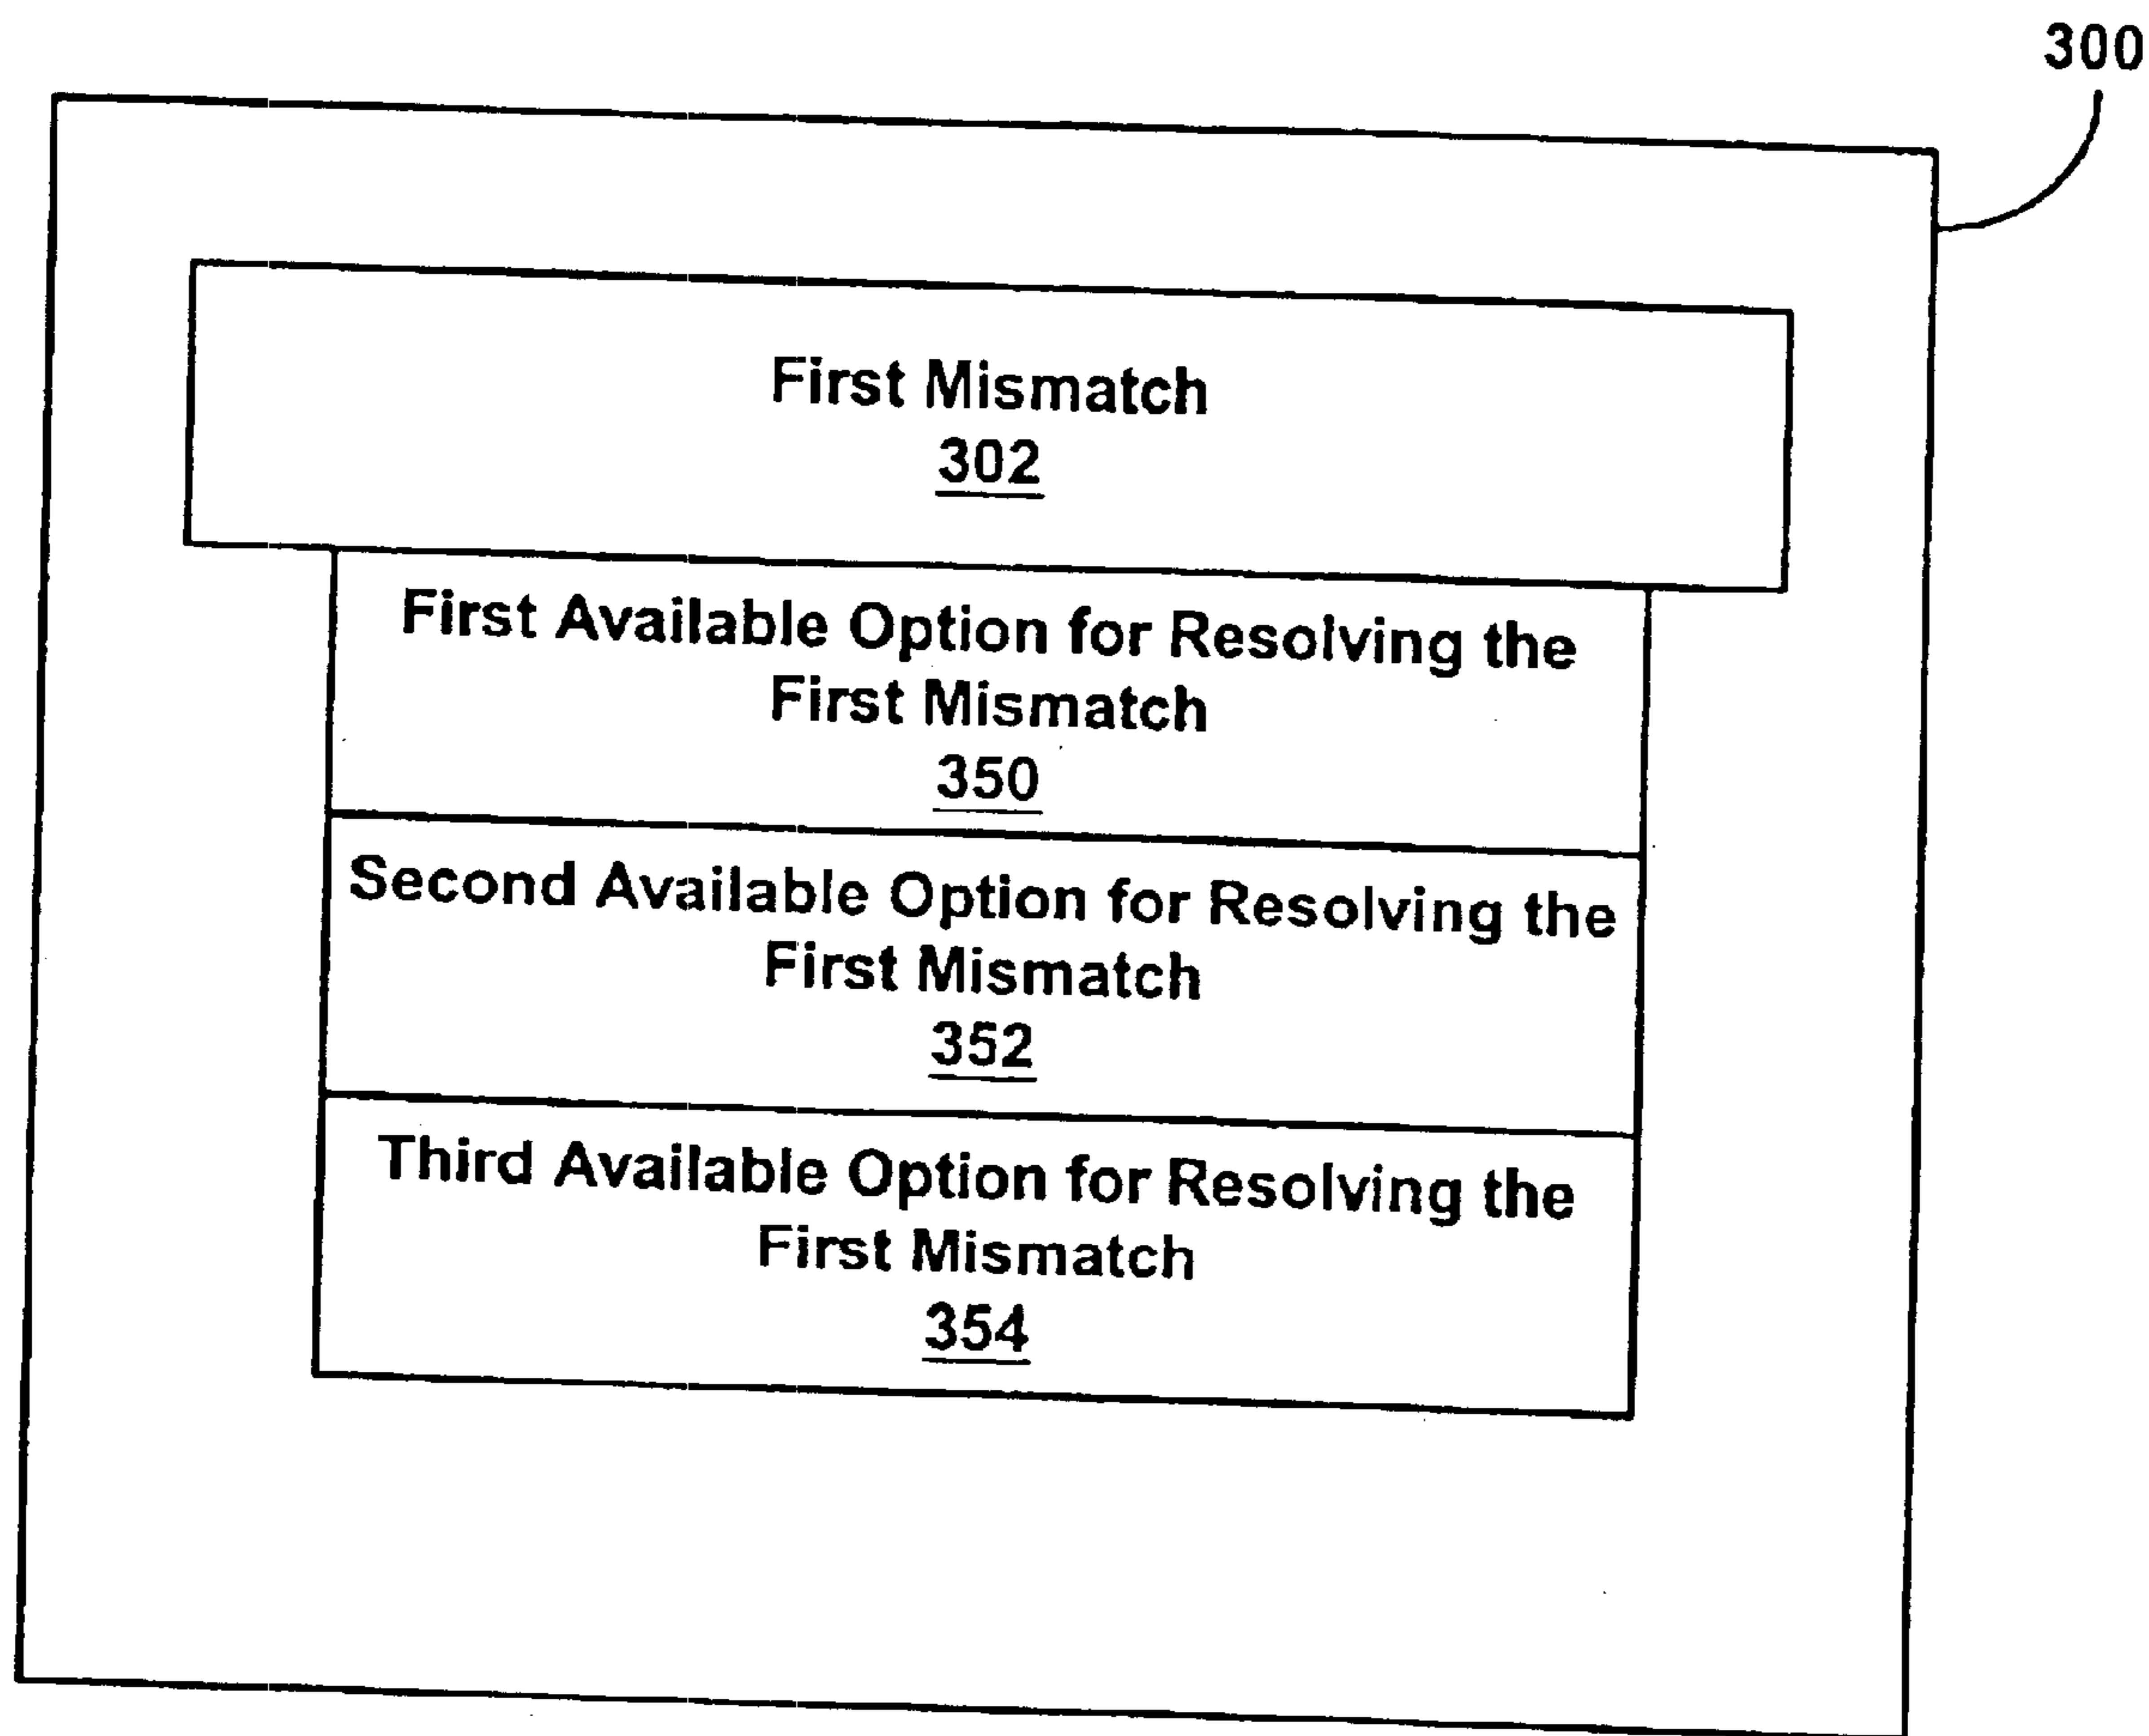 300
First Mismatch
302
First Available Option for Resolving the
First Mismatch
350
Second Available Option for Resolving the
First Mismatch
352
Third Available Option for Resolving the
First Mismatch
354